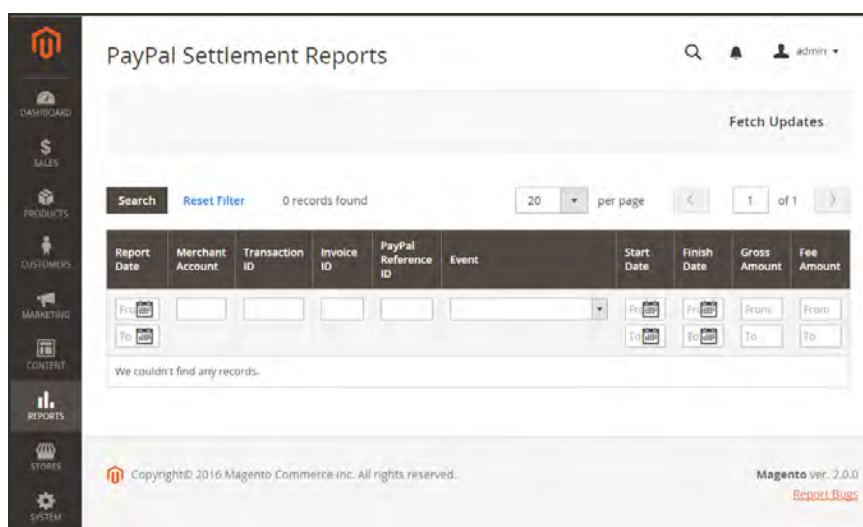 PayPal Settlement Reports
admin
DASHBOARD
SALES
PRODUCTS
CUSTOMERS
MARKETING
CONTENT
REPORTS
STORES
SYSTEM
Fetch Updates
Search Reset Filter 0 records found 20 per page 1 of 1
Report Date Merchant Account Transaction ID Invoice ID PayPal Reference ID Event Start Date Finish Date Gross Amount Fee Amount
From From
To To To To To
We couldn't find any records.
Copyright© 2016 Magento Commerce Inc. All rights reserved.
Magento ver. 2.0.0
Report Bugs